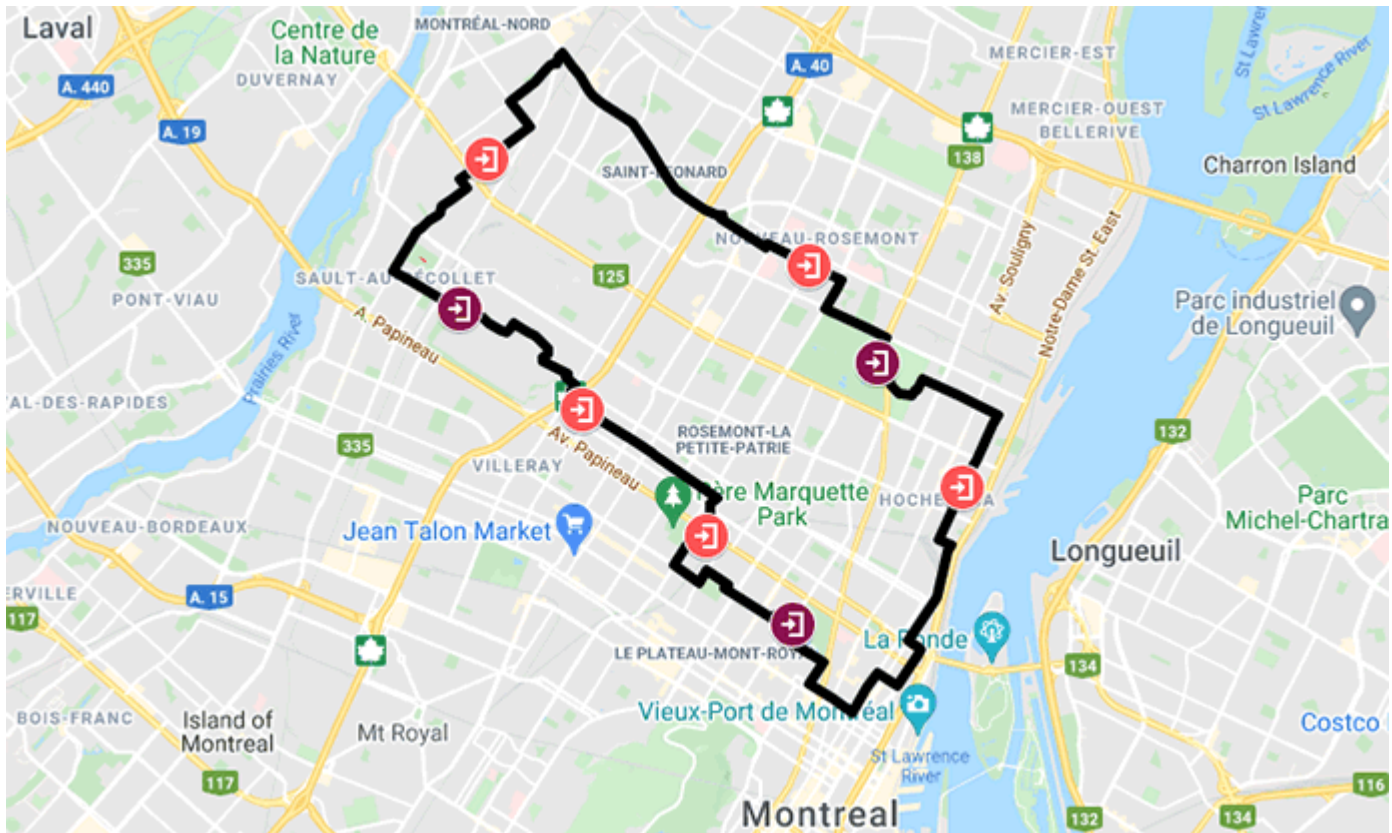 Laval
Centre de
la Nature
MONTRÉAL-NORD
DUVERNAY
A. 440
A. 19
A. 40
MERCIER-EST
MERCIER-OUEST
BELLERIVE
St Lawrence River
138
Charron Island
SAINT-LEONARD
NOUVEAU-ROSEMONT
335
PONT-VIAU
SAULT-AU-RÉCOLLET
125
A. Papineau
Prairies River
Av. Souligny
Notre-Dame St. East
Parc industriel
de Longueuil
VAL-DES-RAPIDES
335
VILLERAY
Av. Papineau
ROSEMONT-LA
PETITE-PATRIE
132
Père Marquette
Park
HOCHELAGA
Parc
Michel-Chartra
NOUVEAU-BORDEAUX
Jean Talon Market
Longueuil
ERVILLE
A. 15
117
La Ronde
134
LE PLATEAU-MONT-ROYAL
BOIS-FRANC
Island of
Montreal
Mt Royal
Vieux-Port de Montréal
Costco
St Lawrence
River
117
116
Montreal
132
134